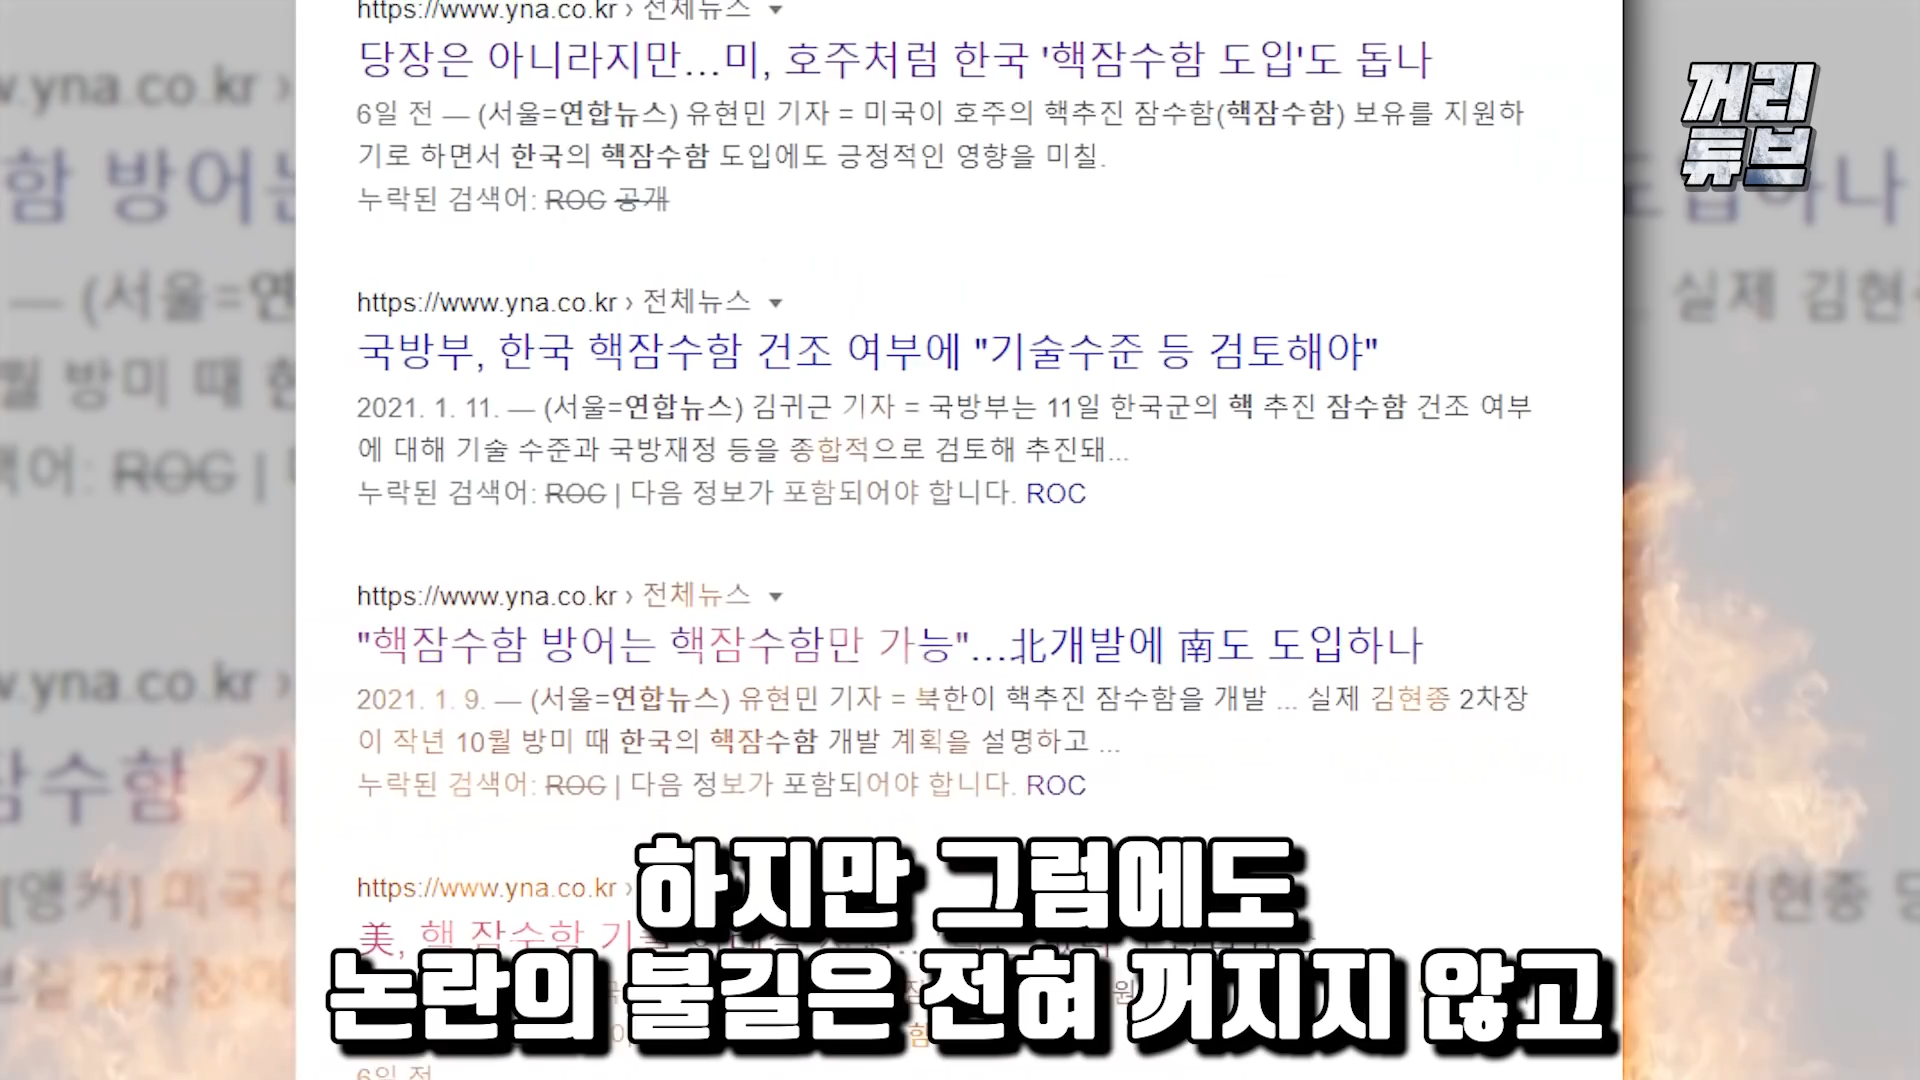 https://www.yna.co.kr › 전체뉴스
당장은 아니라지만...미, 호주처럼 한국 '핵잠수함 도입'도 돕나
6일 전 — (서울=연합뉴스) 유현민 기자 = 미국이 호주의 핵추진 잠수함(핵잠수함) 보유를 지원하
기로 하면서 한국의 핵잠수함 도입에도 긍정적인 영향을 미칠.
누락된 검색어: ROC 공개
꺼리
튜브
https://www.yna.co.kr › 전체뉴스
국방부, 한국 핵잠수함 건조 여부에 "기술수준 등 검토해야"
2021. 1. 11. — (서울=연합뉴스) 김귀근 기자 = 국방부는 11일 한국군의 핵 추진 잠수함 건조 여부
에 대해 기술 수준과 국방재정 등을 종합적으로 검토해 추진돼...
누락된 검색어: ROC | 다음 정보가 포함되어야 합니다. ROC
https://www.yna.co.kr › 전체뉴스
"핵잠수함 방어는 핵잠수함만 가능"...北개발에 南도 도입하나
2021. 1. 9. — (서울=연합뉴스) 유현민 기자 = 북한이 핵추진 잠수함을 개발 ... 실제 김현종 2차장
이 작년 10월 방미 때 한국의 핵잠수함 개발 계획을 설명하고 ...
누락된 검색어: ROC | 다음 정보가 포함되어야 합니다. ROC
https://www.yna.co.kr ›
美, 핵 잠수함
하지만 그럼에도
논란의 불길은 전혀 꺼지지 않고
6일 전